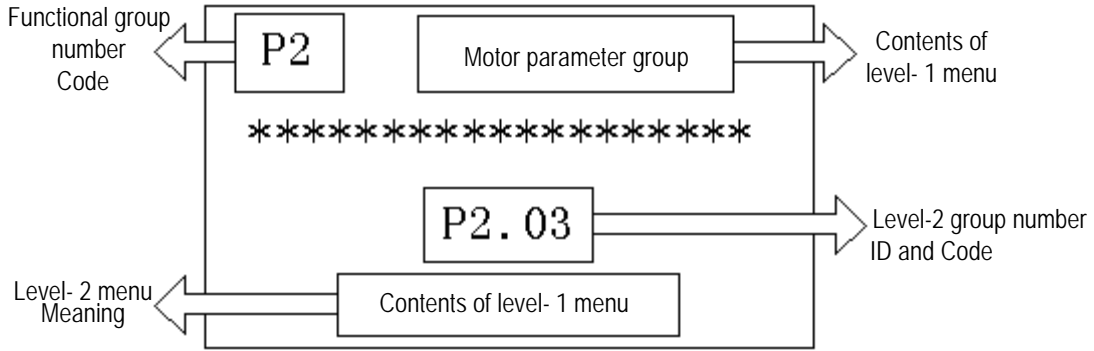 Functional group
number
Code
P2
Motor parameter group
Contents of
level- 1 menu
*******************
P2.03
Level-2 group number
ID and Code
Level- 2 menu
Meaning
Contents of level- 1 menu